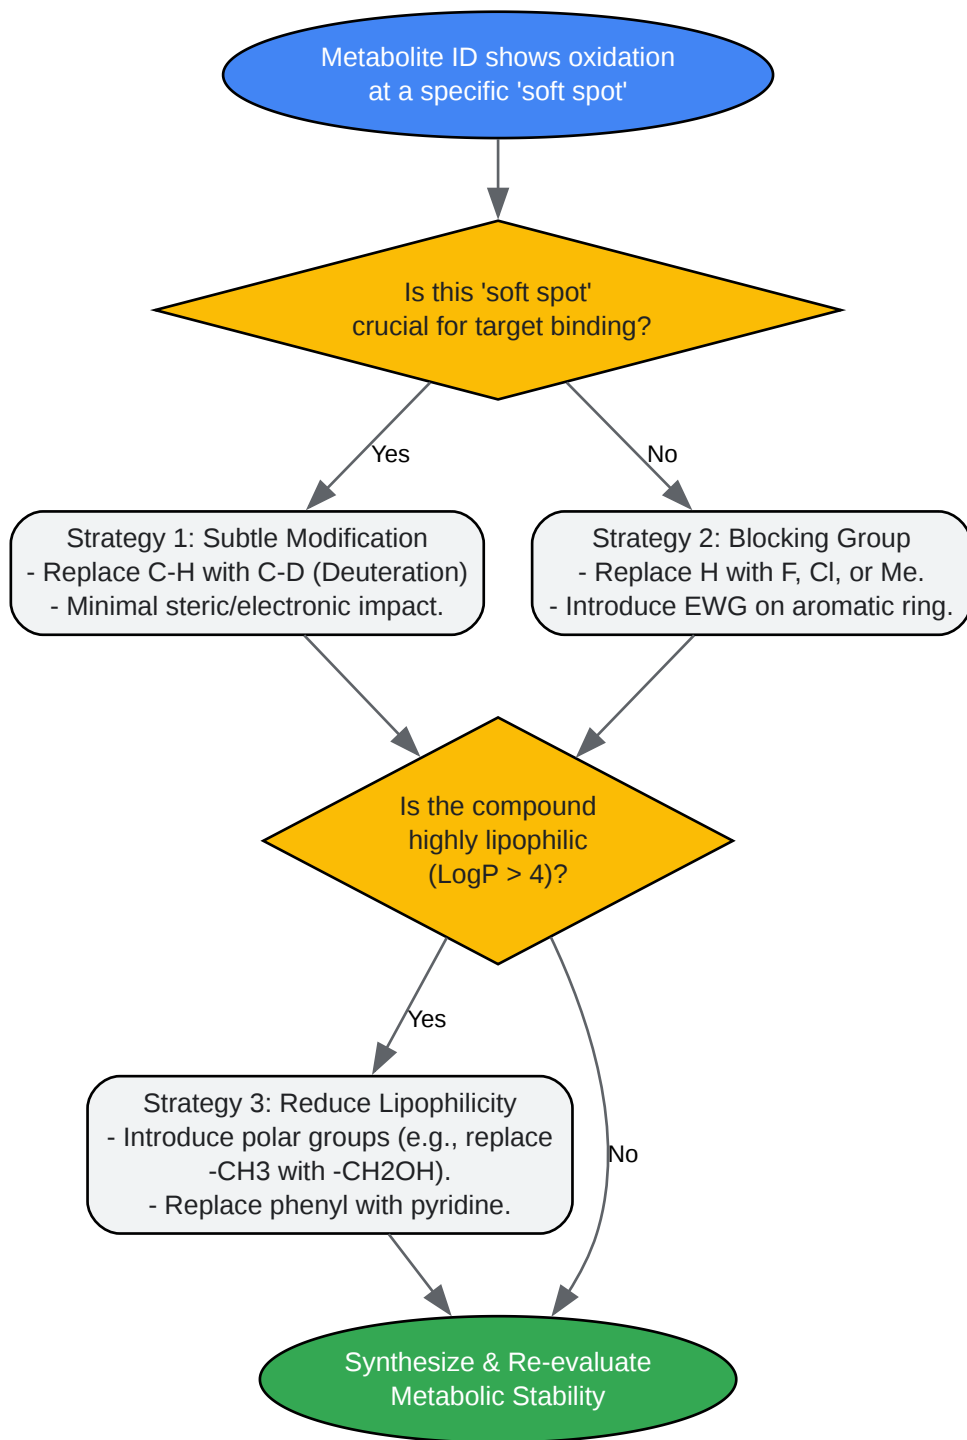 Metabolite ID shows oxidation
at a specific 'soft spot'
Is this 'soft spot'
crucial for target binding?
Yes
No
Strategy 1: Subtle Modification
- Replace C-H with C-D (Deuteration)
- Minimal steric/electronic impact.
Strategy 2: Blocking Group
- Replace H with F, Cl, or Me.
- Introduce EWG on aromatic ring.
Is the compound
highly lipophilic
(LogP > 4)?
Yes
Strategy 3: Reduce Lipophilicity
- Introduce polar groups (e.g., replace
-CH3 with -CH2OH).
- Replace phenyl with pyridine.
No
Synthesize & Re-evaluate
Metabolic Stability